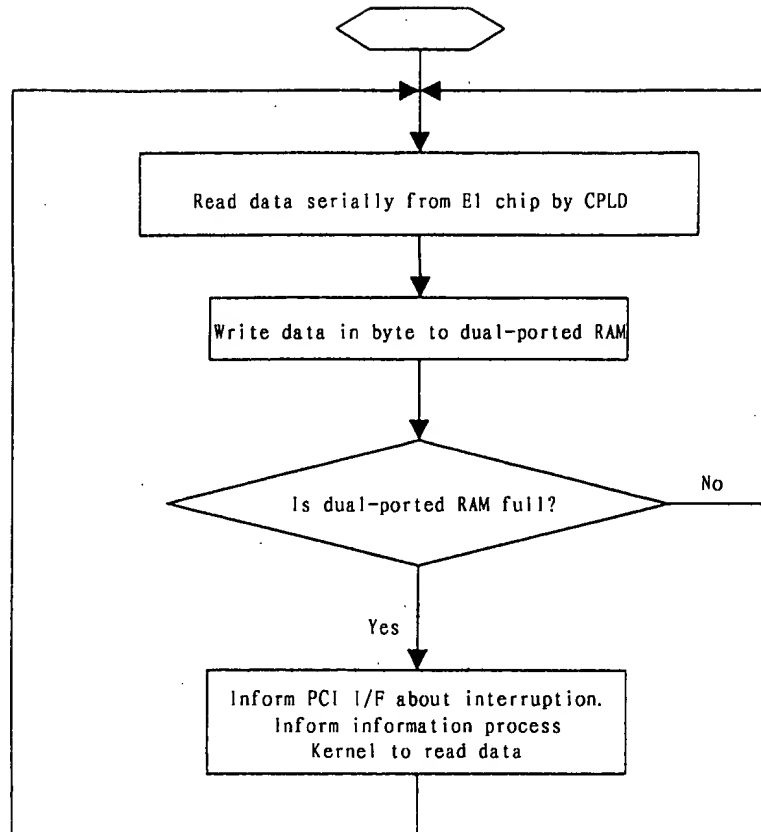 Read data serially from E1 chip by CPLD
Write data in byte to dual-ported RAM
Is dual-ported RAM full?
No
Yes
Inform PCI I/F about interruption.
Inform information process
Kernel to read data